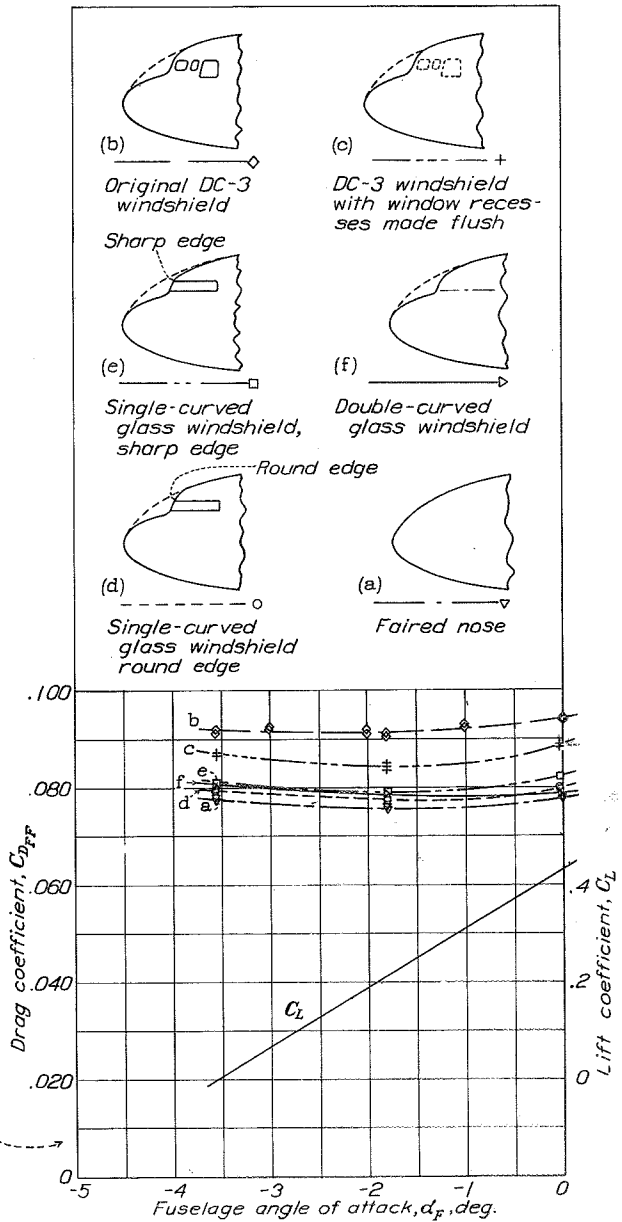 (b)
(c)
Original DC-3
windshield
DC-3 windshield
with window reces-
ses made flush
Sharp edge
(e)
(f)
Single-curved
glass windshield,
sharp edge
Double-curved
glass windshield
Round edge
(d)
(a)
Single-curved
glass windshield
round edge
Faired nose
.100
.080
.060
.040
.020
0
Drag coefficient, C_DFF
b
c
e
f
d
a
C_L
.4
.2
0
Lift coefficient, C_L
-5
-4
-3
-2
-1
0
Fuselage angle of attack, α_F, deg.